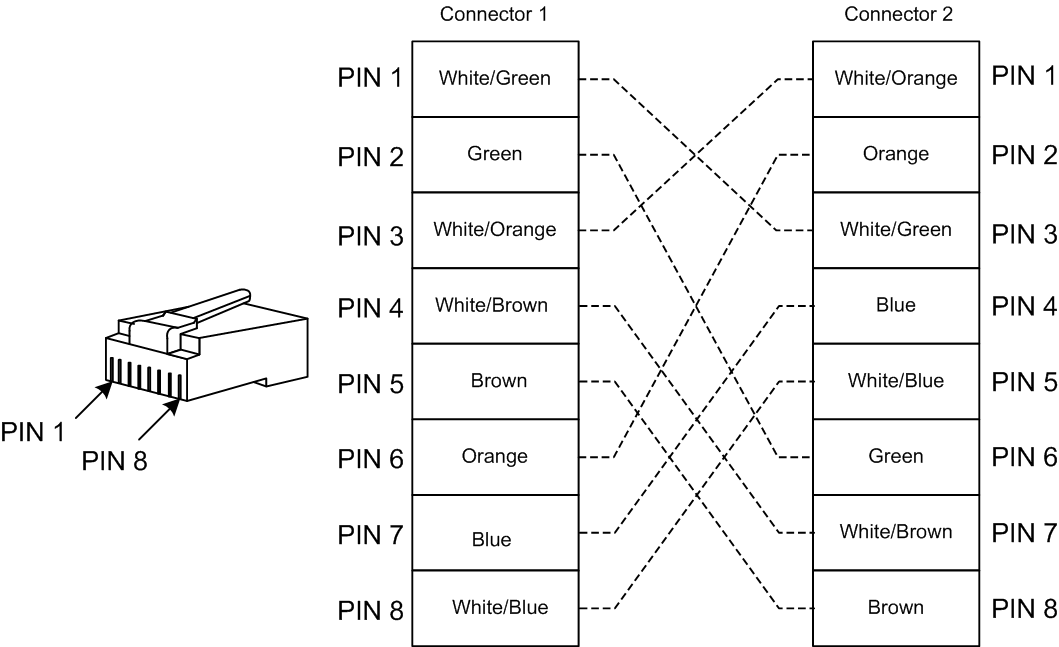 Connector 1 Connector 2
PIN 1 White/Green White/Orange PIN 1
PIN 2 Green Orange PIN 2
PIN 3 White/Orange White/Green PIN 3
PIN 4 White/Brown Blue PIN 4
PIN 5 Brown White/Blue PIN 5
PIN 6 Orange Green PIN 6
PIN 7 Blue White/Brown PIN 7
PIN 8 White/Blue Brown PIN 8
PIN 1
PIN 8